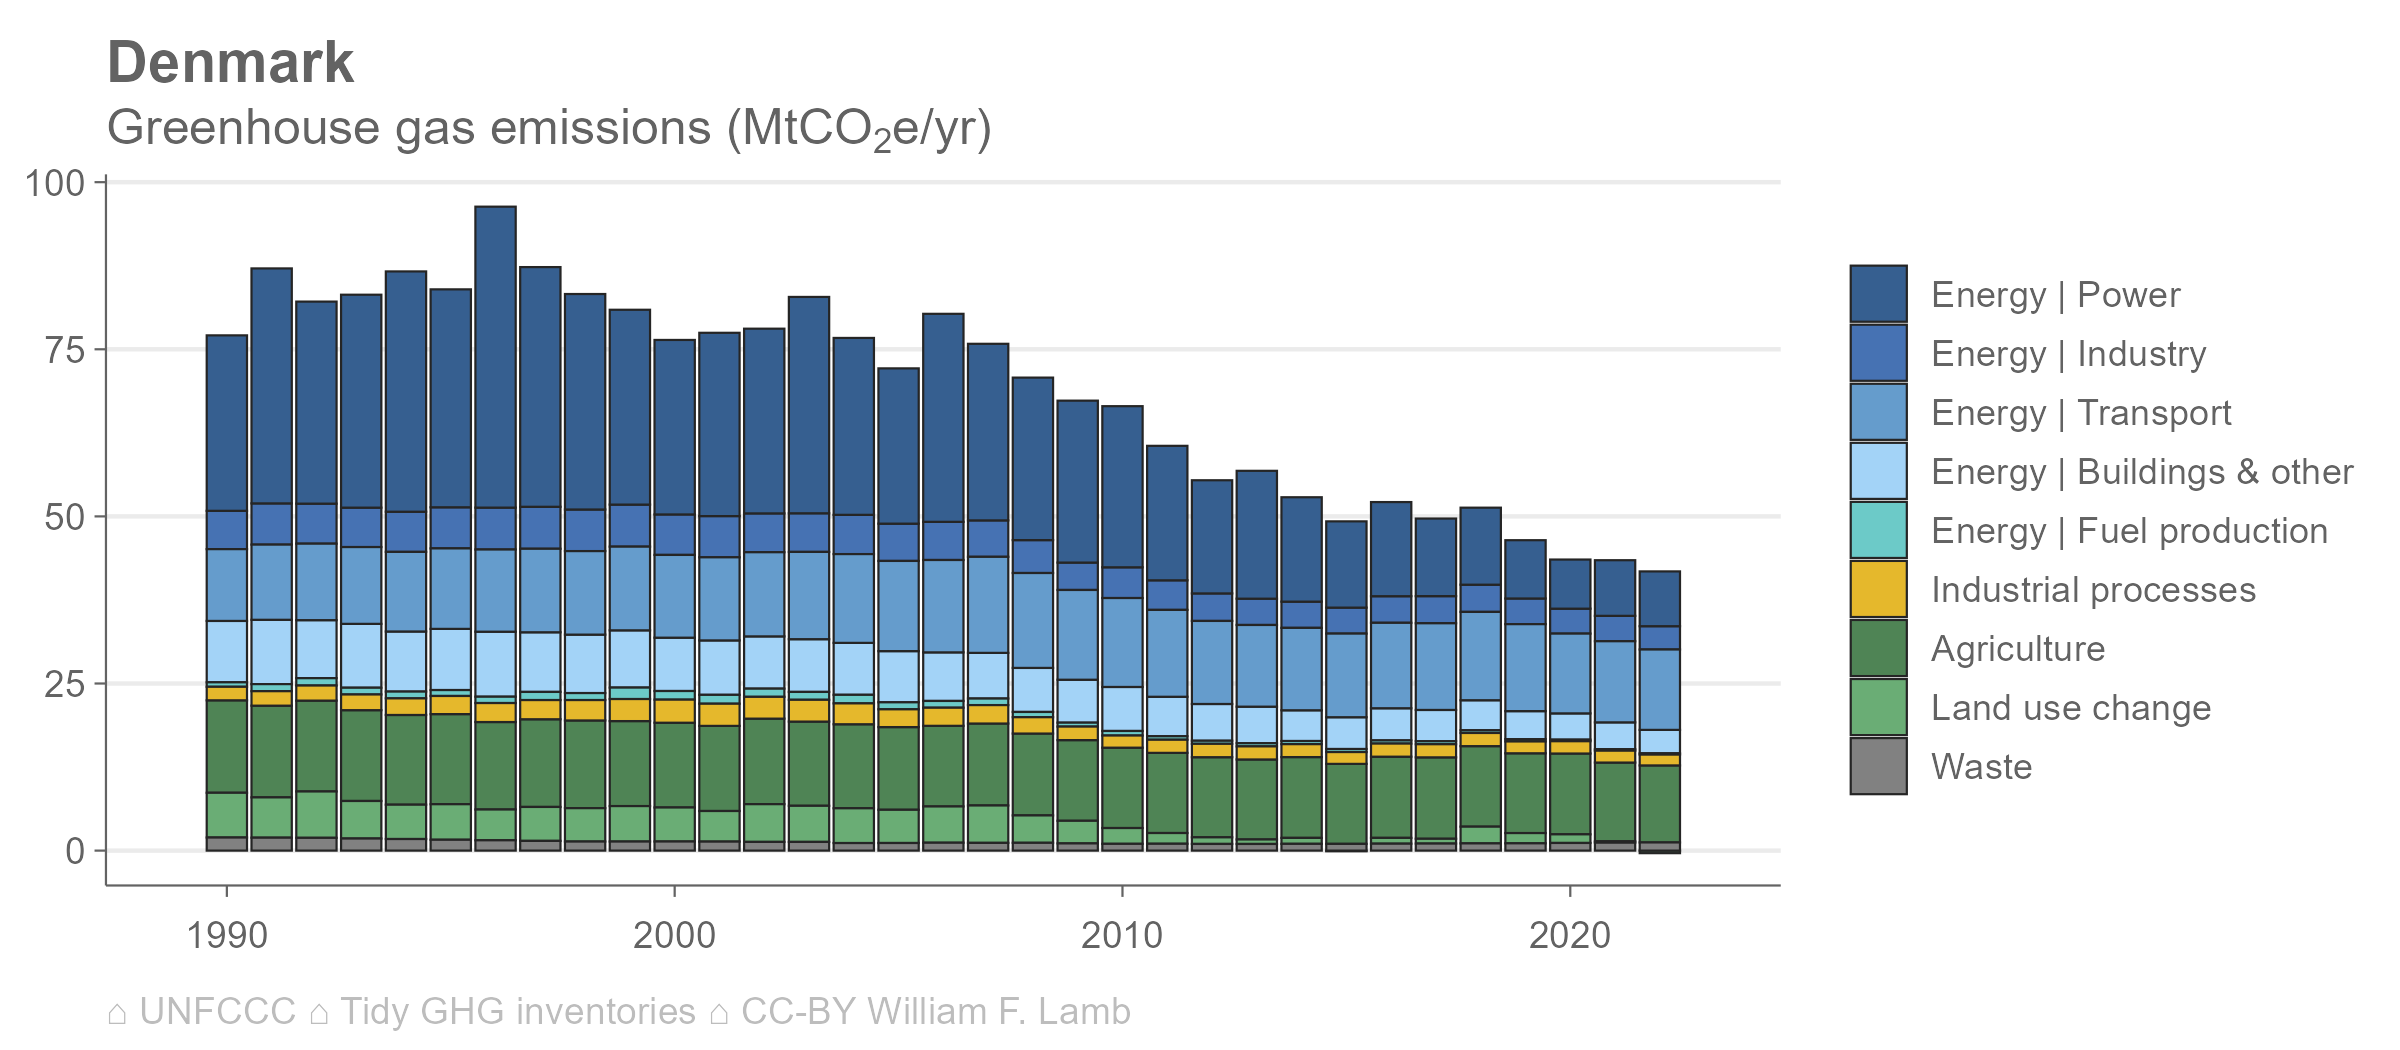 Denmark
Greenhouse gas emissions (MtCO₂e/yr)
100
75
50
25
0
1990 2000 2010 2020
Energy | Power
Energy | Industry
Energy | Transport
Energy | Buildings & other
Energy | Fuel production
Industrial processes
Agriculture
Land use change
Waste
⌂ UNFCCC ⌂ Tidy GHG inventories ⌂ CC-BY William F. Lamb